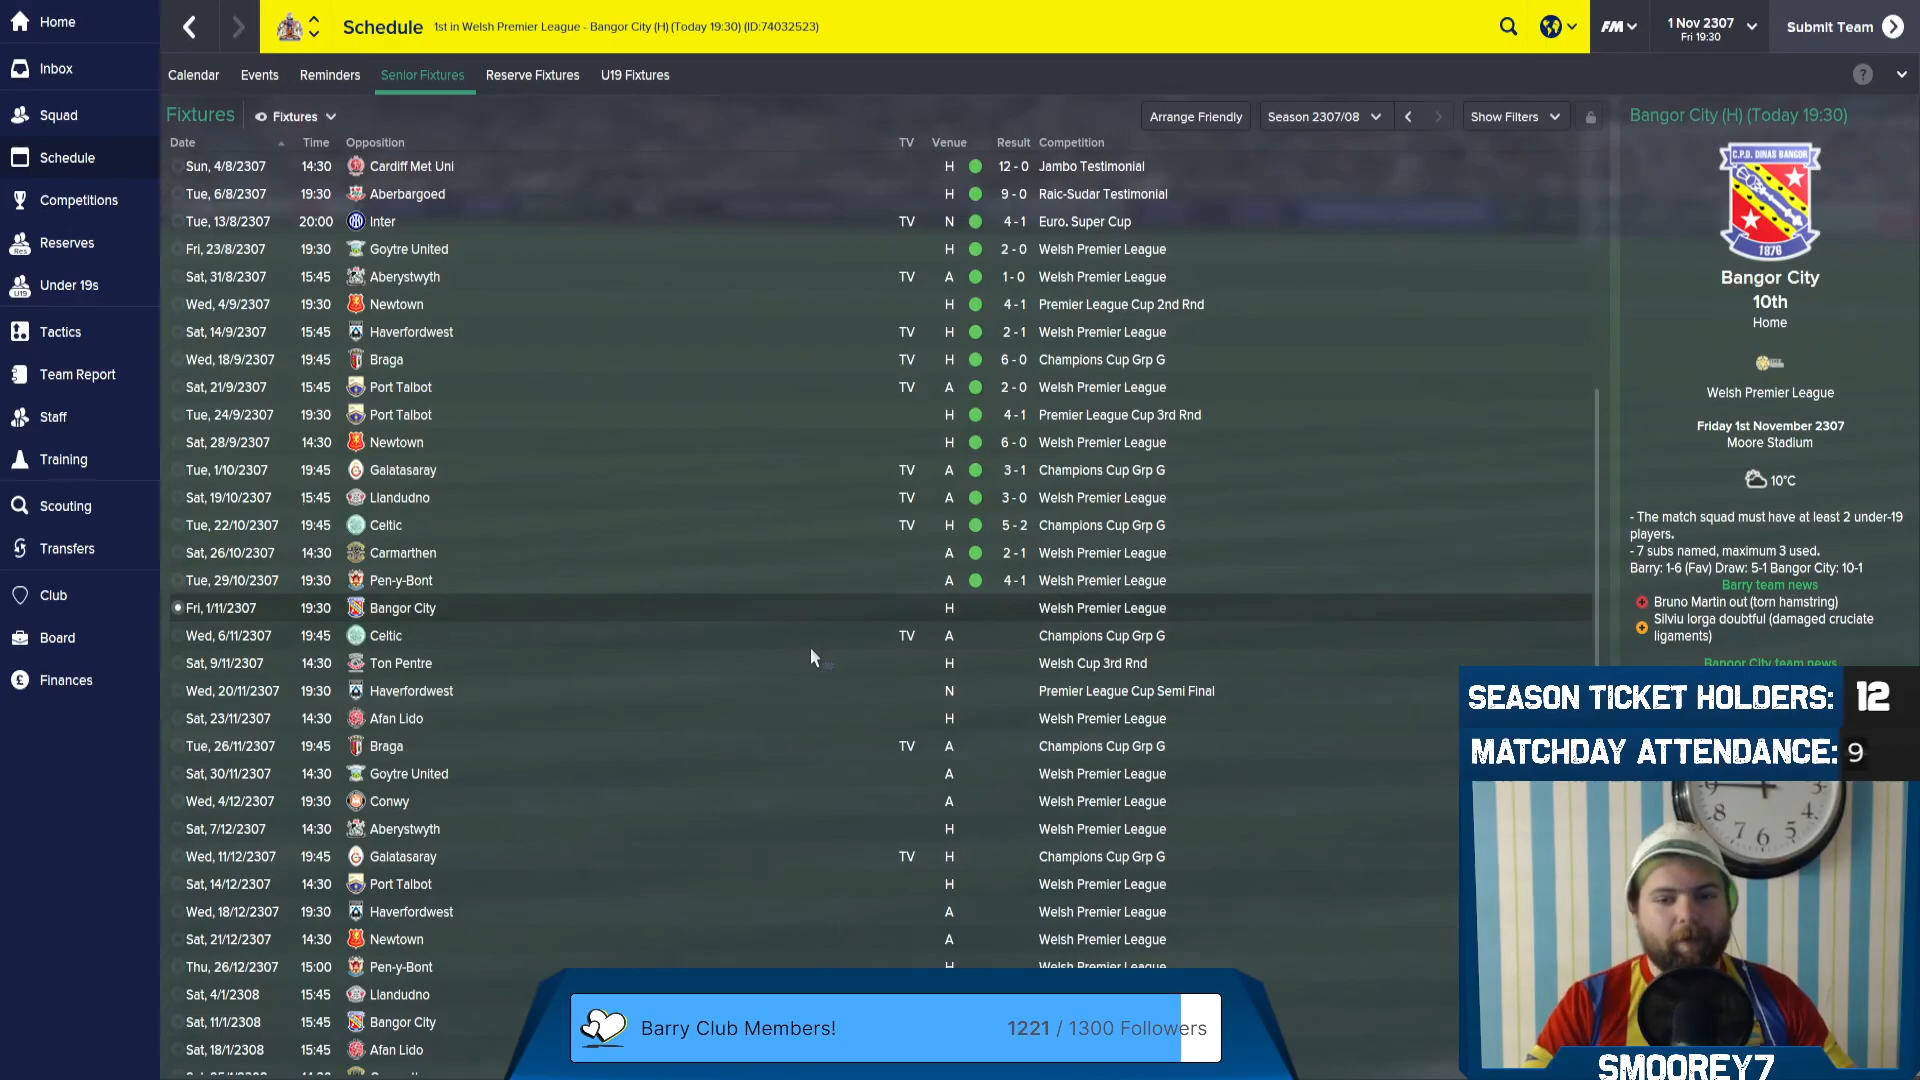 Home
Inbox
Squad
Schedule
Competitions
Reserves
Under 19s
Tactics
Team Report
Staff
Training
Scouting
Transfers
Club
Board
Finances
Schedule 1st in Welsh Premier League - Bangor City (H) (Today 19:30) (ID:74032523)
FM
1 Nov 2307
Fri 19:30
Submit Team
Calendar Events Reminders Senior Fixtures Reserve Fixtures U19 Fixtures
Fixtures Fixtures Arrange Friendly Season 2307/08 Show Filters
Date Time Opposition TV Venue Result Competition
Sun, 4/8/2307 14:30 Cardiff Met Uni H 12 - 0 Jambo Testimonial
Tue, 6/8/2307 19:30 Aberbargoed H 9 - 0 Raic-Sudar Testimonial
Tue, 13/8/2307 20:00 Inter TV N 4 - 1 Euro. Super Cup
Fri, 23/8/2307 19:30 Goytre United H 2 - 0 Welsh Premier League
Sat, 31/8/2307 15:45 Aberystwyth TV A 1 - 0 Welsh Premier League
Wed, 4/9/2307 19:30 Newtown H 4 - 1 Premier League Cup 2nd Rnd
Sat, 14/9/2307 15:45 Haverfordwest TV H 2 - 1 Welsh Premier League
Wed, 18/9/2307 19:45 Braga TV H 6 - 0 Champions Cup Grp G
Sat, 21/9/2307 15:45 Port Talbot TV A 2 - 0 Welsh Premier League
Tue, 24/9/2307 19:30 Port Talbot H 4 - 1 Premier League Cup 3rd Rnd
Sat, 28/9/2307 14:30 Newtown H 6 - 0 Welsh Premier League
Tue, 1/10/2307 19:45 Galatasaray TV A 3 - 1 Champions Cup Grp G
Sat, 19/10/2307 15:45 Llandudno TV A 3 - 0 Welsh Premier League
Tue, 22/10/2307 19:45 Celtic TV H 5 - 2 Champions Cup Grp G
Sat, 26/10/2307 14:30 Carmarthen A 2 - 1 Welsh Premier League
Tue, 29/10/2307 19:30 Pen-y-Bont A 4 - 1 Welsh Premier League
Fri, 1/11/2307 19:30 Bangor City H Welsh Premier League
Wed, 6/11/2307 19:45 Celtic TV A Champions Cup Grp G
Sat, 9/11/2307 14:30 Ton Pentre H Welsh Cup 3rd Rnd
Wed, 20/11/2307 19:30 Haverfordwest N Premier League Cup Semi Final
Sat, 23/11/2307 14:30 Afan Lido H Welsh Premier League
Tue, 26/11/2307 19:45 Braga TV A Champions Cup Grp G
Sat, 30/11/2307 14:30 Goytre United A Welsh Premier League
Wed, 4/12/2307 19:30 Conwy A Welsh Premier League
Sat, 7/12/2307 14:30 Aberystwyth H Welsh Premier League
Wed, 11/12/2307 19:45 Galatasaray TV H Champions Cup Grp G
Sat, 14/12/2307 14:30 Port Talbot H Welsh Premier League
Wed, 18/12/2307 19:30 Haverfordwest A Welsh Premier League
Sat, 21/12/2307 14:30 Newtown A Welsh Premier League
Thu, 26/12/2307 15:00 Pen-y-Bont H Welsh Premier League
Sat, 4/1/2308 15:45 Llandudno
Sat, 11/1/2308 15:45 Bangor City
Sat, 18/1/2308 15:45 Afan Lido
Bangor City (H) (Today 19:30)
C.P.D. DINAS BANGOR
1876
Bangor City
10th
Home
Welsh Premier League
Friday 1st November 2307
Moore Stadium
10°C
- The match squad must have at least 2 under-19
players.
- 7 subs named, maximum 3 used.
Barry: 1-6 (Fav) Draw: 5-1 Bangor City: 10-1
Barry team news
Bruno Martin out (torn hamstring)
Silviu Iorga doubtful (damaged cruciate
ligaments)
Bangor City team news
SEASON TICKET HOLDERS: 12
MATCHDAY ATTENDANCE: 9
Barry Club Members! 1221 / 1300 Followers
SMOOREY7